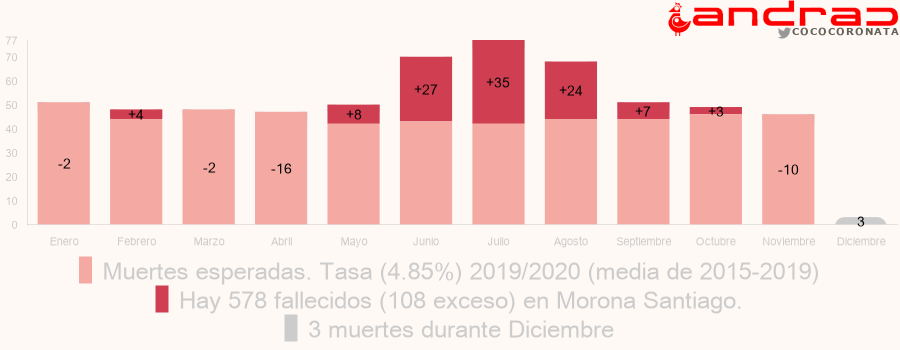 andrac
COCOCORONATA
77
70
60
50
40
30
20
10
0
-2 +4 -2 -16 +8 +27 +35 +24 +7 +3 -10 3
Enero Febrero Marzo Abril Mayo Junio Julio Agosto Septiembre Octubre Noviembre Diciembre
Muertes esperadas. Tasa (4.85%) 2019/2020 (media de 2015-2019)
Hay 578 fallecidos (108 exceso) en Morona Santiago.
3 muertes durante Diciembre